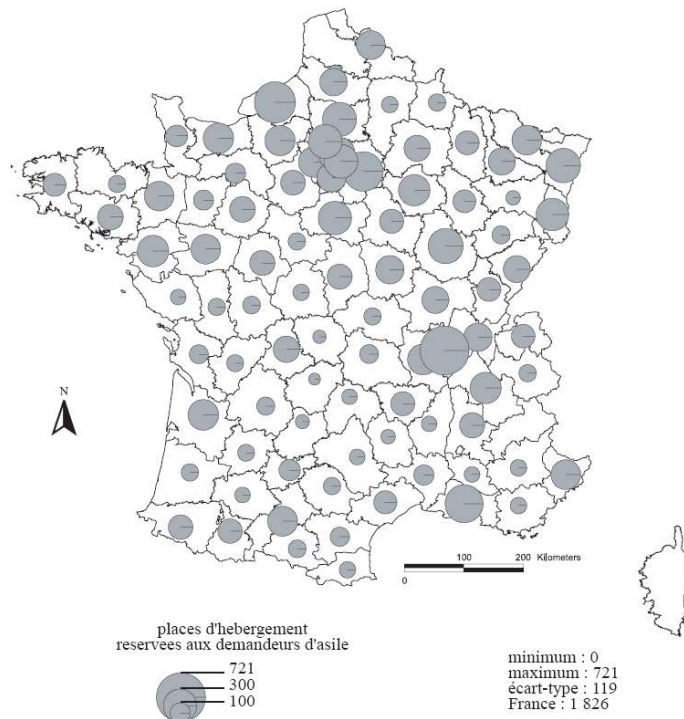 N
100 200 Kilometers
0
places d'hebergement
reservees aux demandeurs d'asile
721
300
100
minimum : 0
maximum : 721
écart-type : 119
France : 1 826